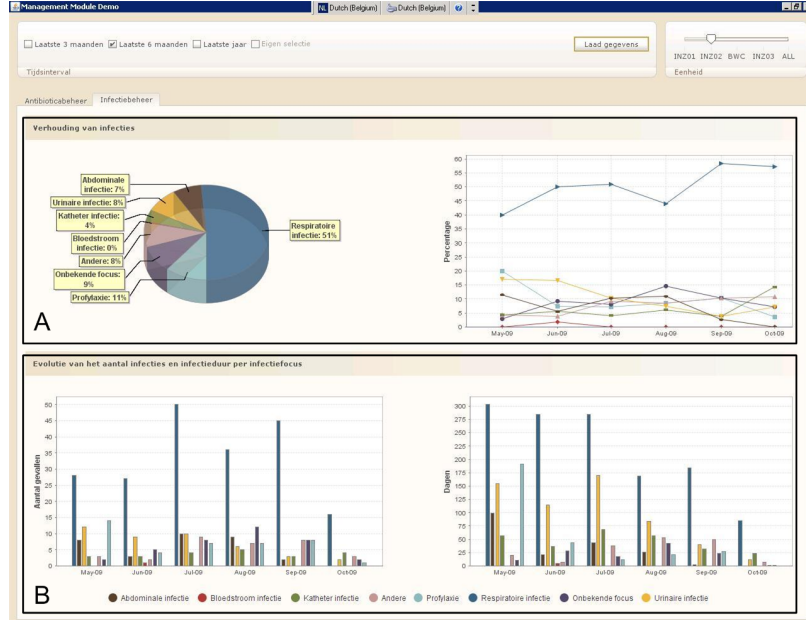 Management Module Demo
NL Dutch (Belgium) Dutch (Belgium) ?
Laatste 3 maanden Laatste 6 maanden Laatste jaar Eigen selectie
Laad gegevens
Tijdsinterval
INZ01 INZ02 BWC INZ03 ALL
Eenheid
Antibioticabeheer Infectiebeheer
Verhouding van infecties
Abdominale
infectie: 7%
Urinaire infectie: 8%
Katheter infectie:
4%
Bloedstroom
infectie: 0%
Andere: 8%
Onbekende focus:
9%
Profylaxie: 11%
Respiratoire
infectie: 51%
A
Percentage
60
55
50
45
40
35
30
25
20
15
10
5
0
May-09 Jun-09 Jul-09 Aug-09 Sep-09 Oct-09
Evolutie van het aantal infecties en infectieduur per infectiefocus
Aantal gevallen
50
45
40
35
30
25
20
15
10
5
0
May-09 Jun-09 Jul-09 Aug-09 Sep-09 Oct-09
Dagen
300
275
250
225
200
175
150
125
100
75
50
25
0
May-09 Jun-09 Jul-09 Aug-09 Sep-09 Oct-09
B
Abdominale infectie Bloedstroom infectie Katheter infectie Andere Profylaxie Respiratoire infectie Onbekende focus Urinaire infectie